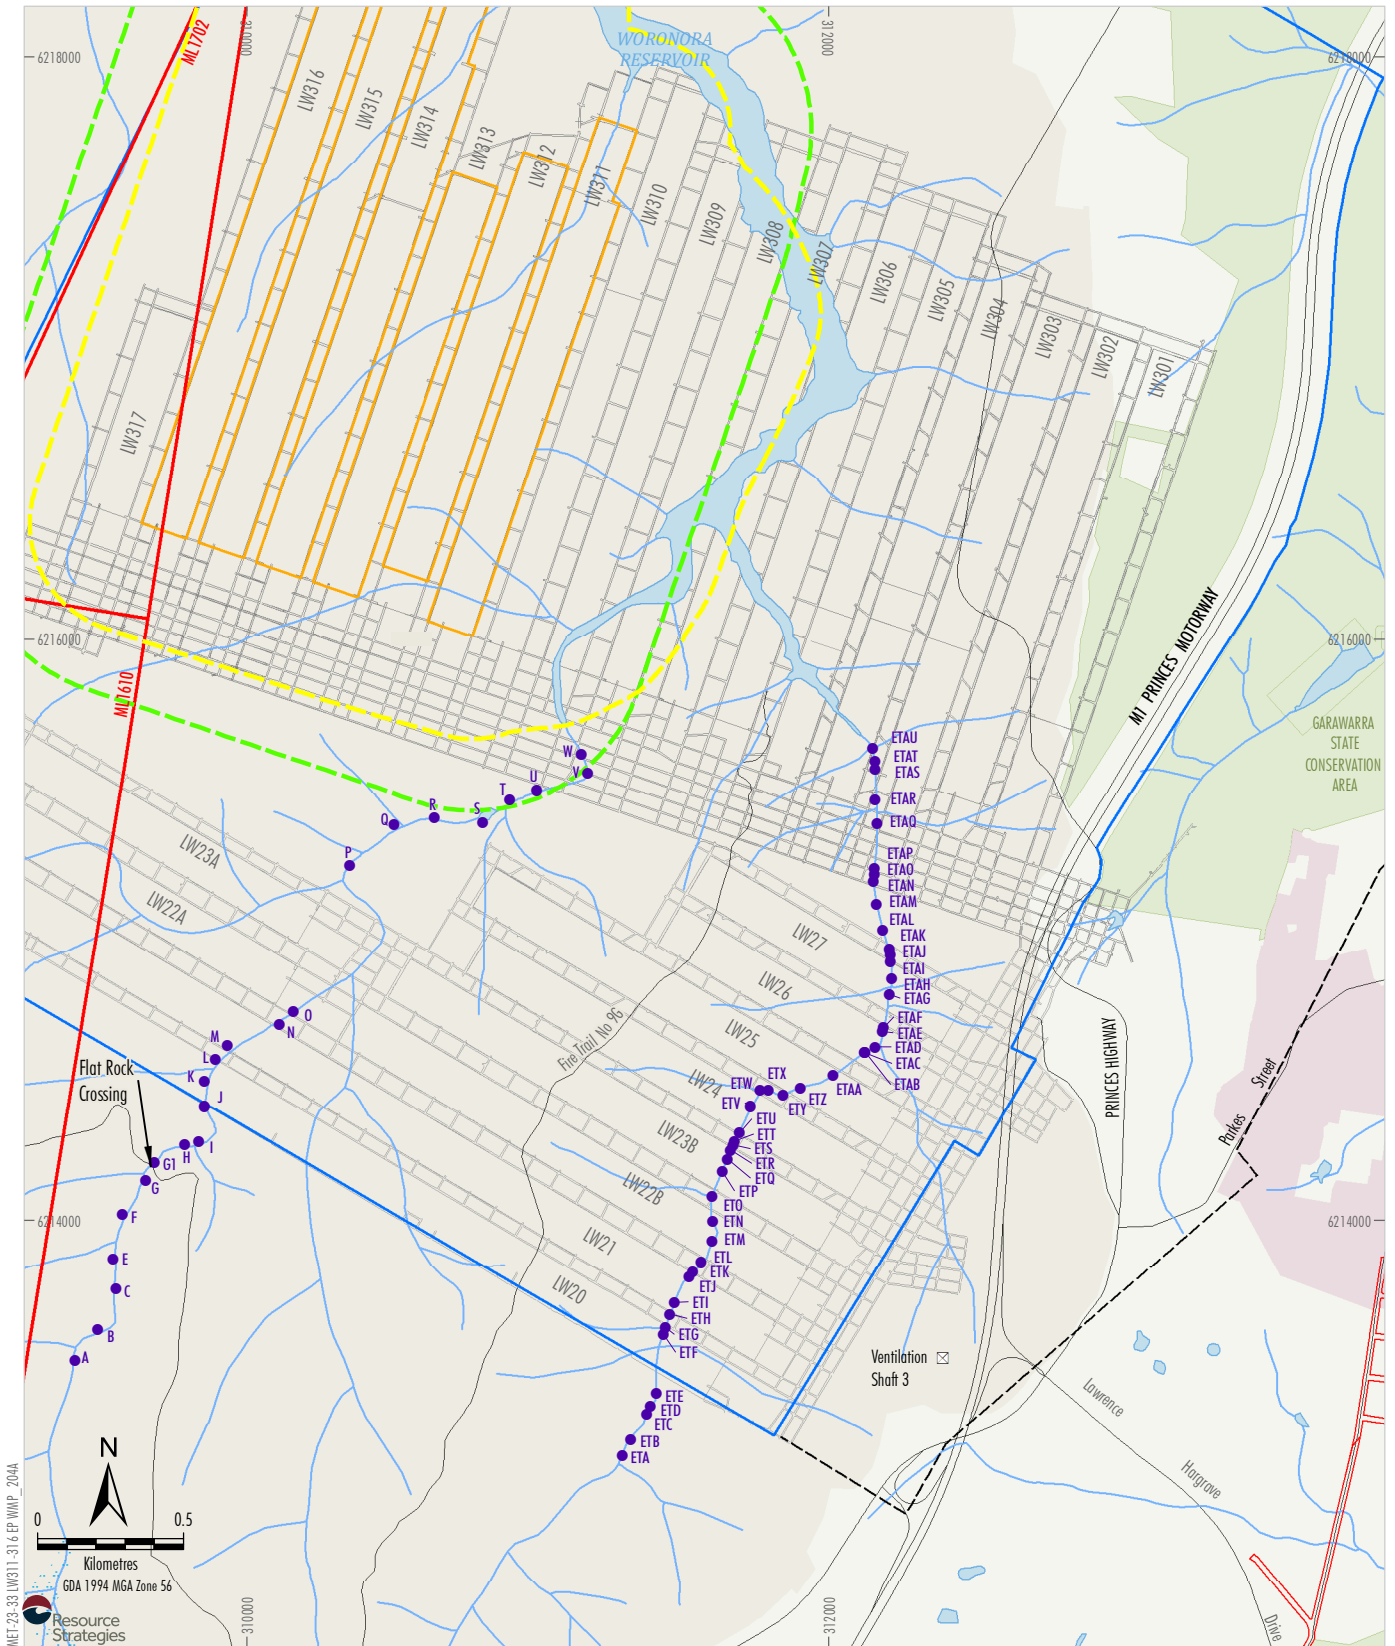 WORONORA
RESERVOIR
ML1702
310000
312000
6218000
6218000
LW316
LW315
LW314
LW313
LW312
LW311
LW310
LW309
LW308
LW307
LW306
LW305
LW304
LW303
LW302
LW301
LW317
6216000
6216000
ML1610
M1 PRINCES MOTORWAY
GARAWARRA
STATE
CONSERVATION
AREA
W
V
U
T
S
R
Q
P
ETAU
ETAT
ETAS
ETAR
ETAQ
ETAP
ETAO
ETAN
ETAM
ETAL
ETAK
ETAJ
ETAI
ETAH
ETAG
ETAF
ETAE
ETAD
ETAC
ETAB
ETAA
ETZ
ETY
ETX
ETW
ETV
ETU
ETT
ETS
ETR
ETQ
ETP
ETO
ETN
ETM
ETL
ETK
ETJ
ETI
ETH
ETG
ETF
ETE
ETD
ETC
ETB
ETA
LW23A
LW22A
LW27
LW26
LW25
LW24
LW23B
LW22B
LW21
LW20
Fire Trail No 9G
O
N
M
L
K
J
I
H
G1
G
F
E
C
B
A
Flat Rock
Crossing
PRINCES HIGHWAY
Parkes
Street
6214000
6214000
Ventilation
Shaft 3
Lawrence
Hargrave
Drive
N
0 0.5
Kilometres
GDA 1994 MGA Zone 56
310000
312000
Resource
Strategies
MET-23-33 LW311-316 EP WMP_204A